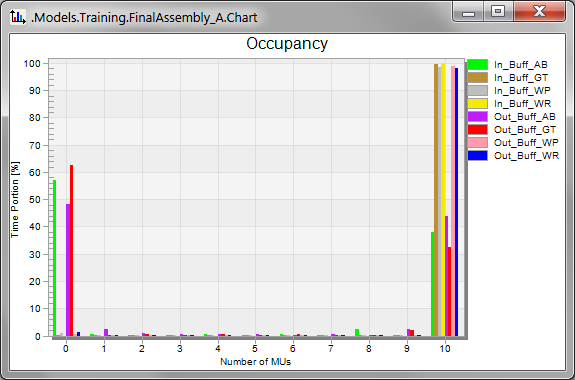 .Models.Training.FinalAssembly_A.Chart
Occupancy
Time Portion [%]
100
90
80
70
60
50
40
30
20
10
0
0 1 2 3 4 5 6 7 8 9 10
Number of MUs
In_Buff_AB
In_Buff_GT
In_Buff_WP
In_Buff_WR
Out_Buff_AB
Out_Buff_GT
Out_Buff_WP
Out_Buff_WR